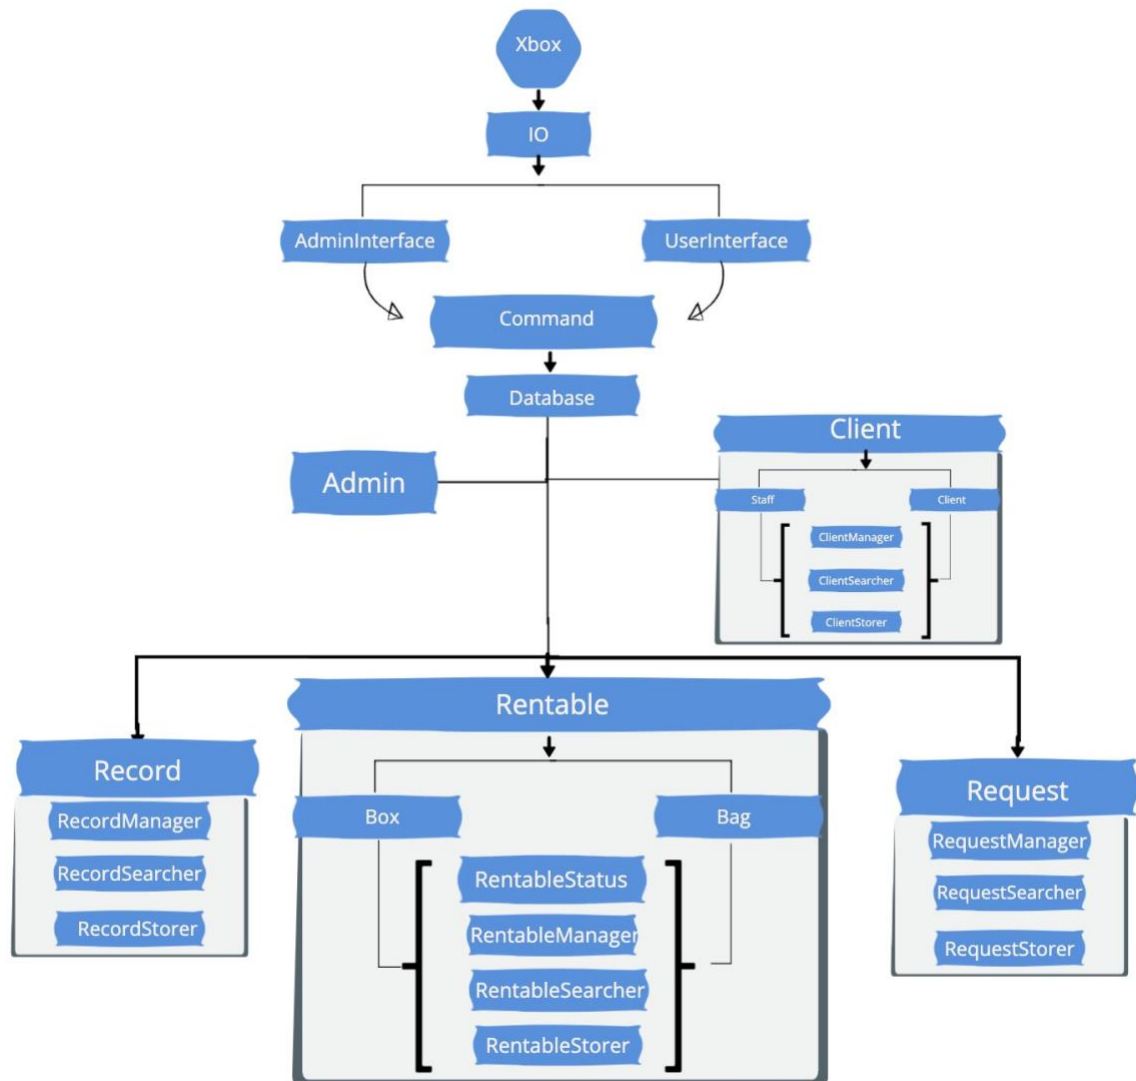 Xbox
IO
AdminInterface
UserInterface
Command
Database
Admin
Client
Staff
Client
ClientManager
ClientSearcher
ClientStorer
Rentable
Record
RecordManager
RecordSearcher
RecordStorer
Box
Bag
RentableStatus
RentableManager
RentableSearcher
RentableStorer
Request
RequestManager
RequestSearcher
RequestStorer